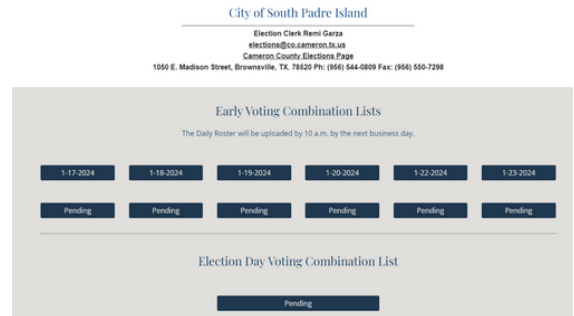 City of South Padre Island
Election Clerk Remi Garza
elections@co.cameron.tx.us
Cameron County Elections Page
1050 E. Madison Street, Brownsville, TX. 78520 Ph: (956) 544-0809 Fax: (956) 550-7298
Early Voting Combination Lists
The Daily Roster will be uploaded by 10 a.m. by the next business day.
1-17-2024 1-18-2024 1-19-2024 1-20-2024 1-22-2024 1-23-2024
Pending Pending Pending Pending Pending Pending
Election Day Voting Combination List
Pending